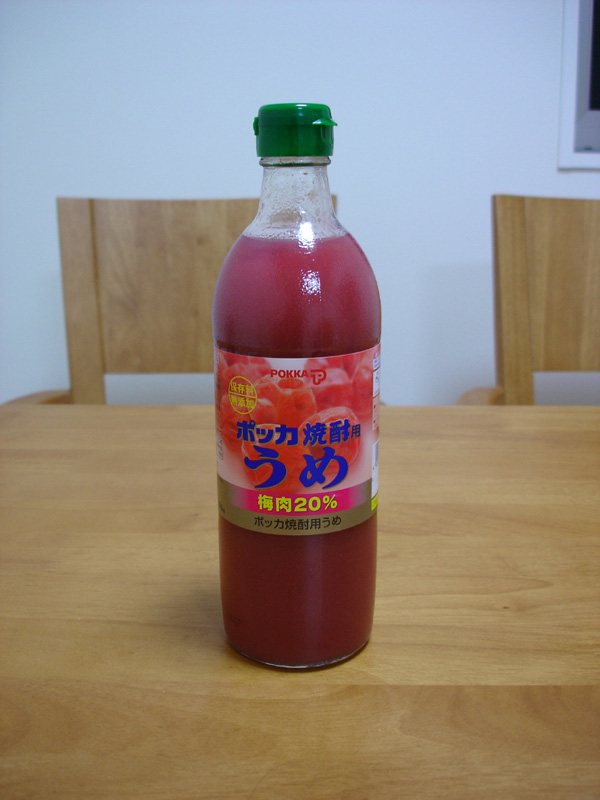 POKKA
保存料
無添加
ポッカ 焼酎用
うめ
梅肉20%
ポッカ焼酎用うめ